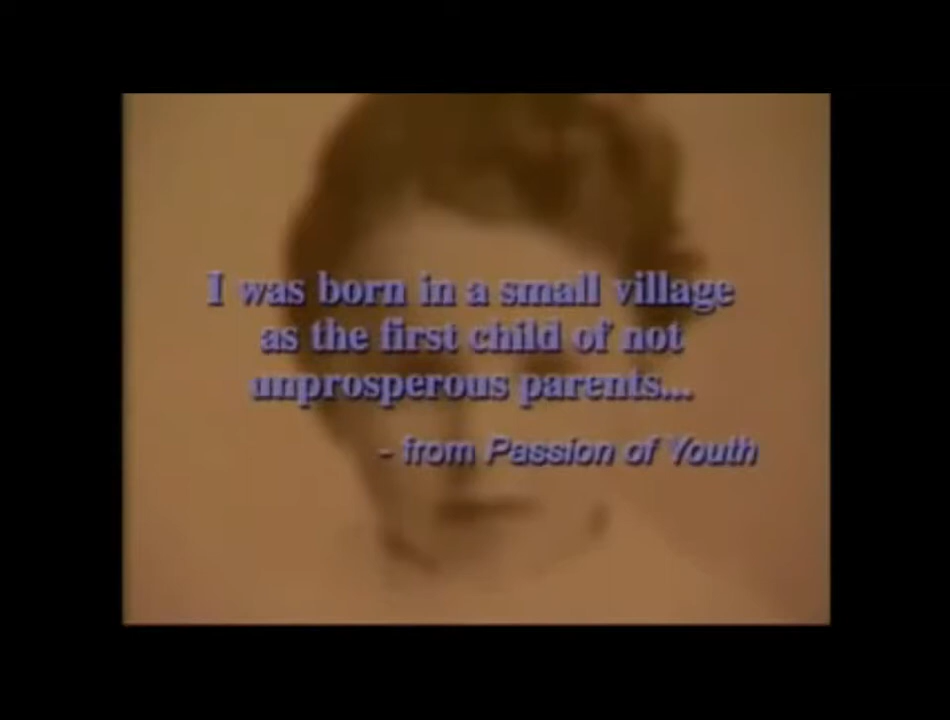 I was born in a small village
as the first child of not
unprosperous parents...
- from Passion of Youth